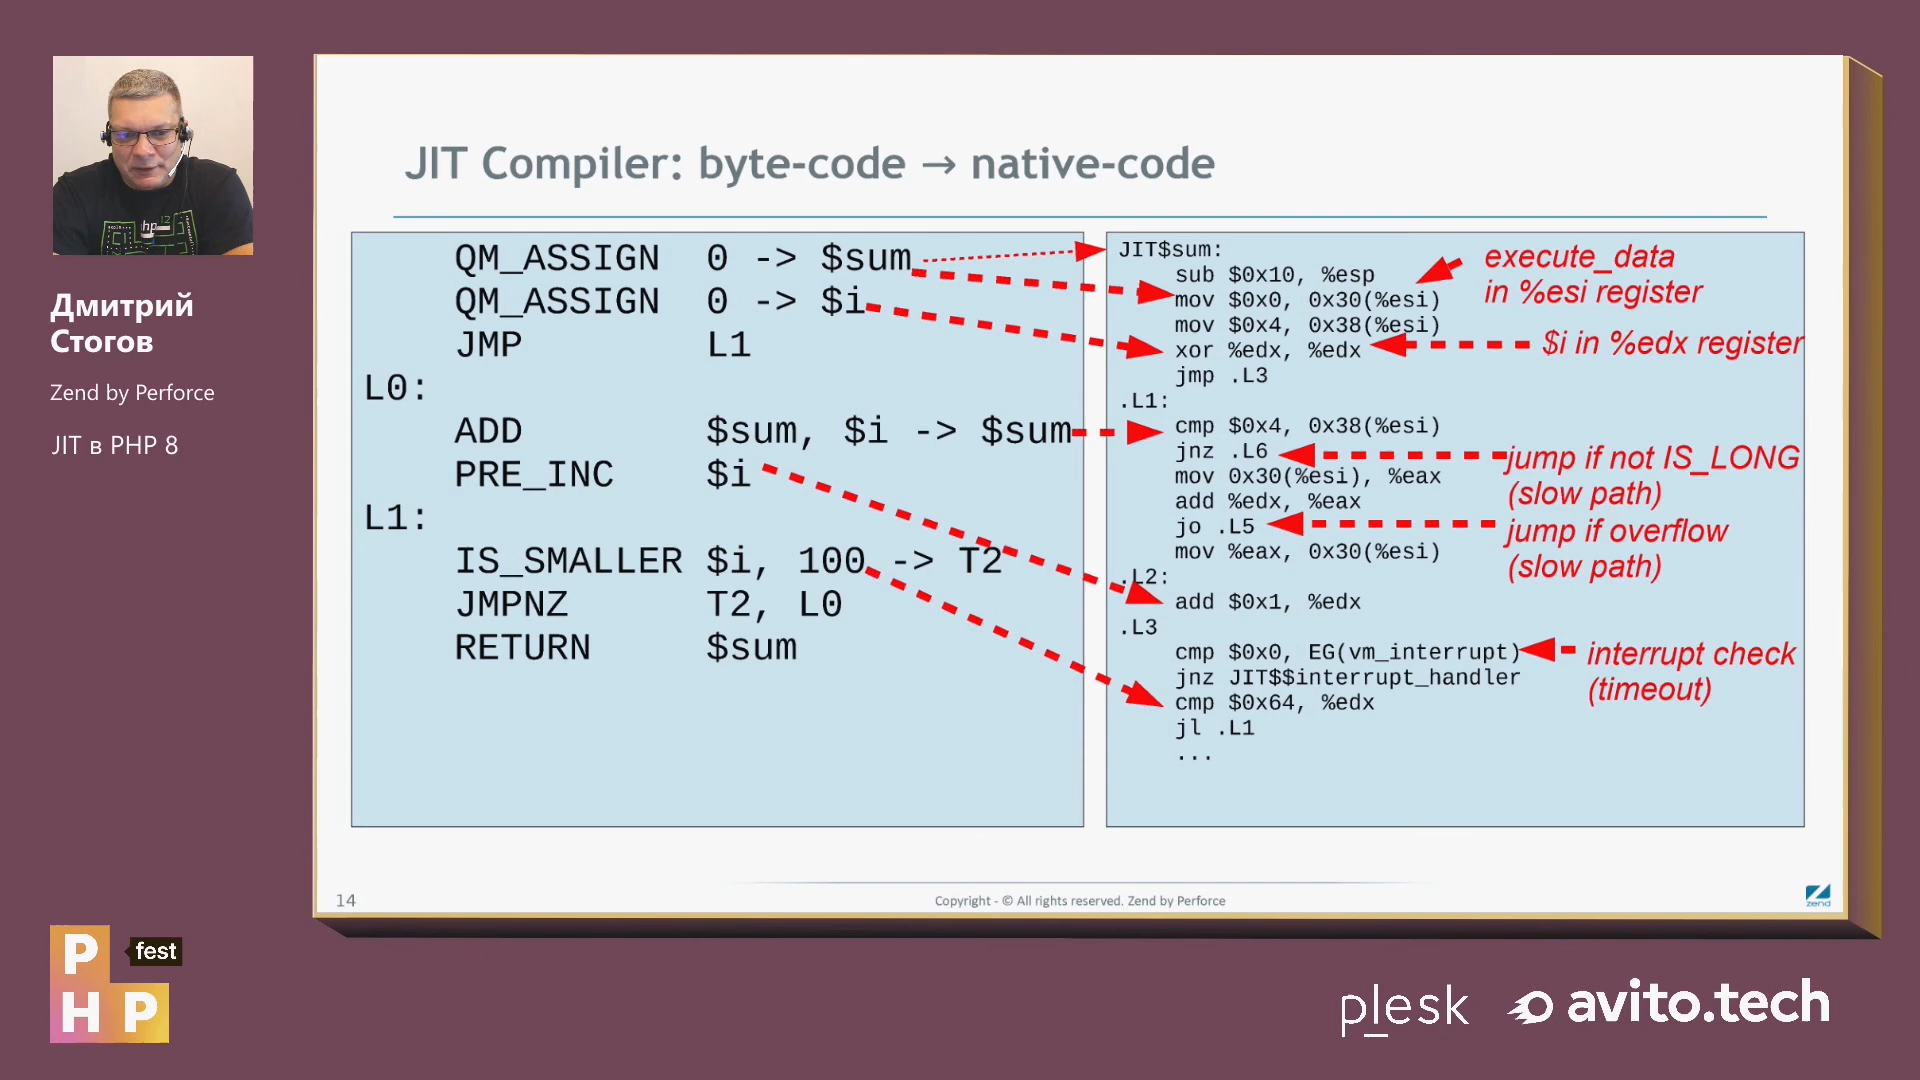 Дмитрий
Стогов
Zend by Perforce
JIT в PHP 8
JIT Compiler: byte-code → native-code
QM_ASSIGN 0 -> $sum
QM_ASSIGN 0 -> $i
JMP L1
L0:
ADD $sum, $i -> $sum
PRE_INC $i
L1:
IS_SMALLER $i, 100 -> T2
JMPNZ T2, L0
RETURN $sum
JIT$sum:
sub $0x10, %esp
mov $0x0, 0x30(%esi)
mov $0x4, 0x38(%esi)
xor %edx, %edx
jmp .L3
.L1:
cmp $0x4, 0x38(%esi)
jnz .L6
mov 0x30(%esi), %eax
add %edx, %eax
jo .L5
mov %eax, 0x30(%esi)
.L2:
add $0x1, %edx
.L3
cmp $0x0, EG(vm_interrupt)
jnz JIT$$interrupt_handler
cmp $0x64, %edx
jl .L1
...
execute_data
in %esi register
$i in %edx register
jump if not IS_LONG
(slow path)
jump if overflow
(slow path)
interrupt check
(timeout)
14
Copyright - © All rights reserved. Zend by Perforce
zend
P
HP
fest
plesk
avito.tech